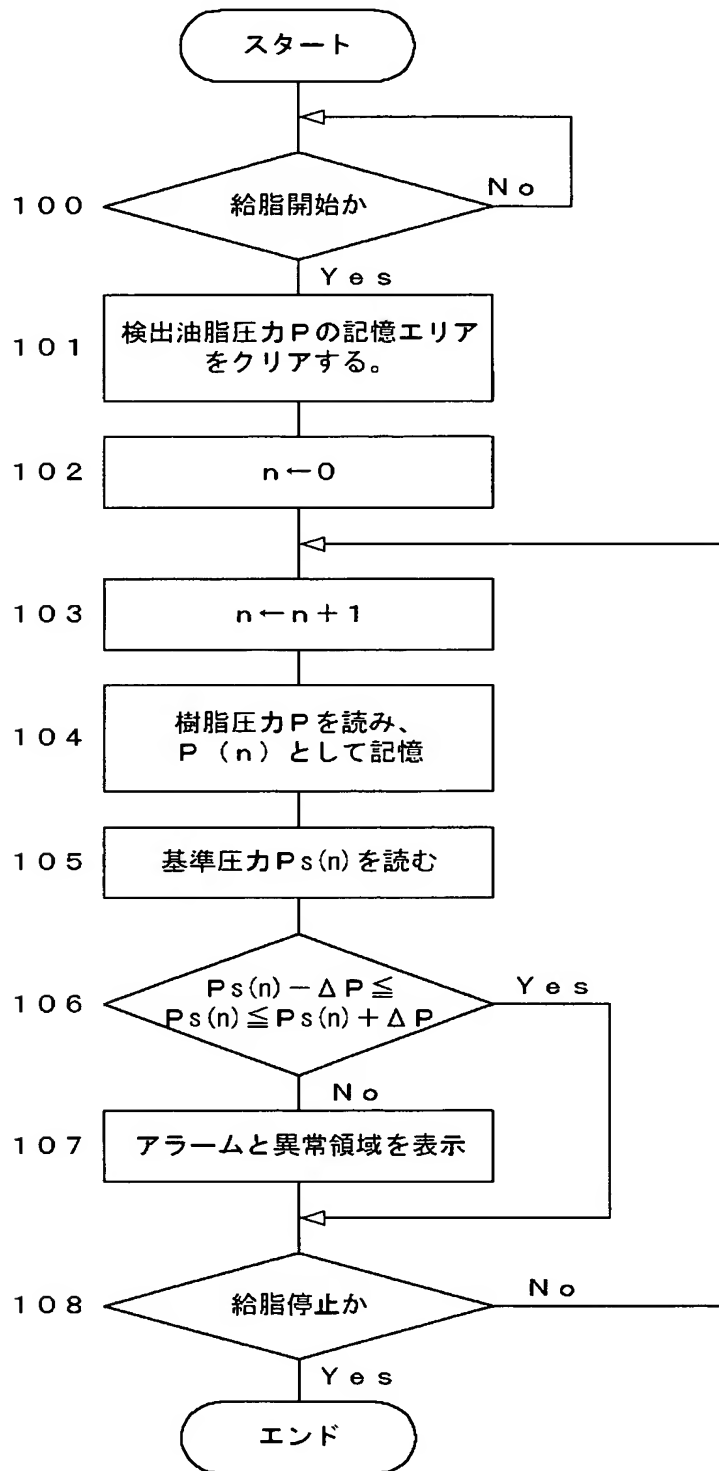 スタート
100
給脂開始か
No
Yes
101
検出油脂圧力Pの記憶エリア
をクリアする。
102
n←0
103
n←n+1
104
樹脂圧力Pを読み、
P(n)として記憶
105
基準圧力Ps(n)を読む
106
Ps(n)-ΔP≦
Ps(n)≦Ps(n)+ΔP
Yes
No
107
アラームと異常領域を表示
108
給脂停止か
No
Yes
エンド